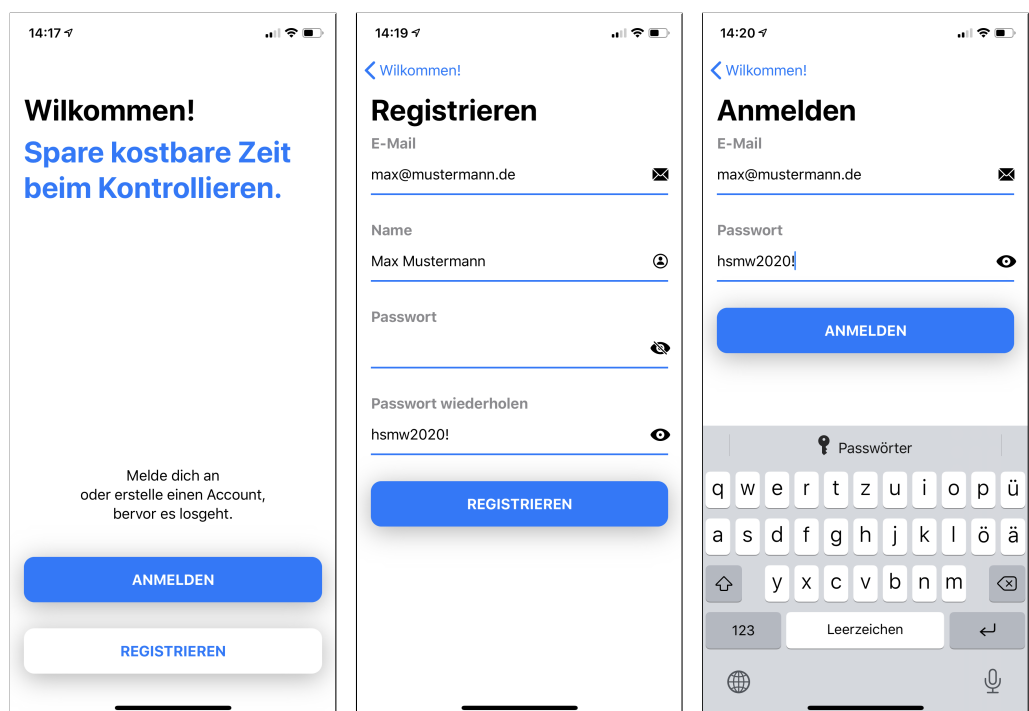 14:17
Wilkommen!
Spare kostbare Zeit
beim Kontrollieren.
Melde dich an
oder erstelle einen Account,
bervor es losgeht.
ANMELDEN
REGISTRIEREN
14:19
Wilkommen!
Registrieren
E-Mail
max@mustermann.de
Name
Max Mustermann
Passwort
Passwort wiederholen
hsmw2020!
REGISTRIEREN
14:20
Wilkommen!
Anmelden
E-Mail
max@mustermann.de
Passwort
hsmw2020!
ANMELDEN
Passwörter
q w e r t z u i o p ü
a s d f g h j k l ö ä
y x c v b n m
123 Leerzeichen